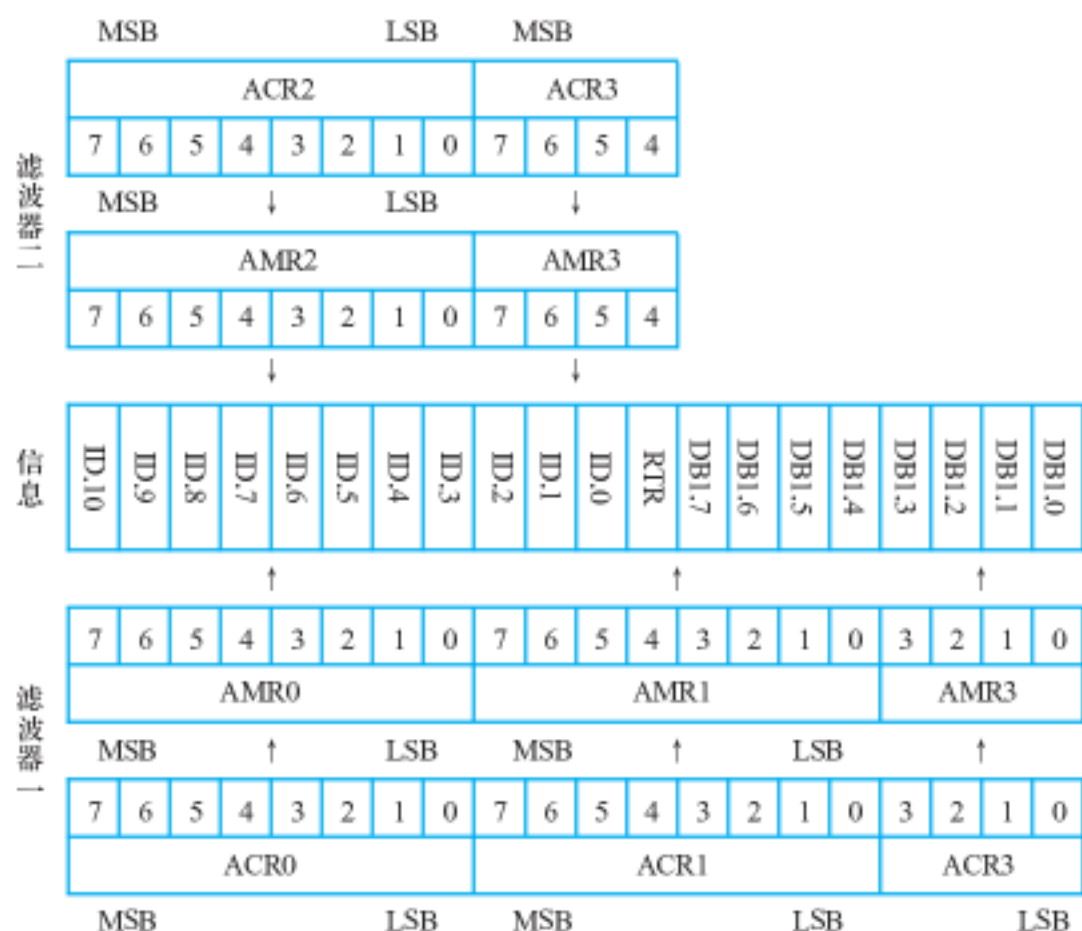 MSB LSB MSB
ACR2 ACR3
7 6 5 4 3 2 1 0 7 6 5 4
滤波器二
MSB ↓ LSB ↓
AMR2 AMR3
7 6 5 4 3 2 1 0 7 6 5 4
↓ ↓
信息
ID.10 ID.9 ID.8 ID.7 ID.6 ID.5 ID.4 ID.3 ID.2 ID.1 ID.0 RTR DB1.7 DB1.6 DB1.5 DB1.4 DB1.3 DB1.2 DB1.1 DB1.0
↑ ↑ ↑
7 6 5 4 3 2 1 0 7 6 5 4 3 2 1 0 3 2 1 0
AMR0 AMR1 AMR3
滤波器一
MSB ↑ LSB MSB ↑ LSB ↑
7 6 5 4 3 2 1 0 7 6 5 4 3 2 1 0 3 2 1 0
ACR0 ACR1 ACR3
MSB LSB MSB LSB LSB